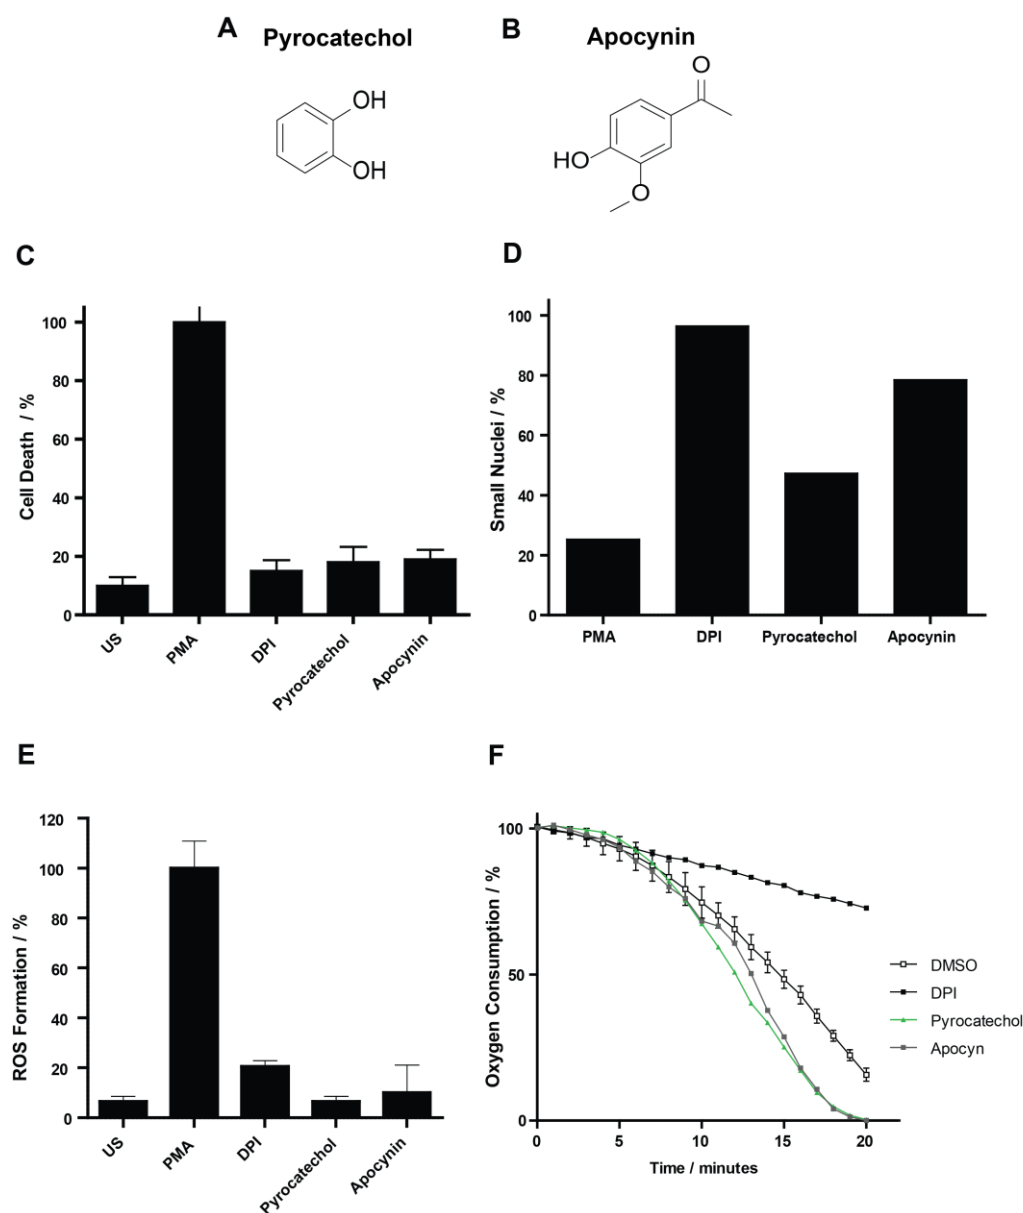 A
Pyrocatechol
OH
OH
B
Apocynin
O
HO
O
C
Cell Death / %
100
80
60
40
20
0
US
PMA
DPI
Pyrocatechol
Apocynin
D
Small Nuclei / %
100
80
60
40
20
0
PMA
DPI
Pyrocatechol
Apocynin
E
ROS Formation / %
120
100
80
60
40
20
0
US
PMA
DPI
Pyrocatechol
Apocynin
F
Oxygen Consumption / %
100
50
0
0
5
10
15
20
Time / minutes
DMSO
DPI
Pyrocatechol
Apocyn